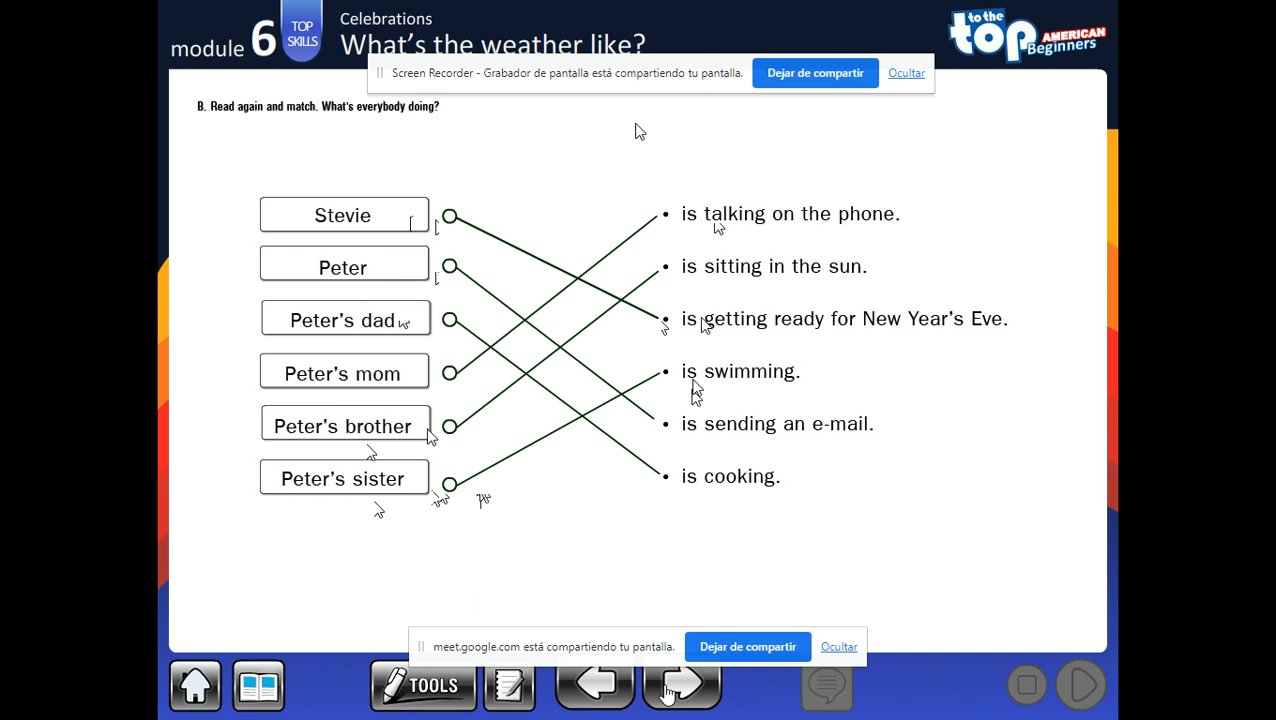 module 6
TOP
SKILLS
Celebrations
What's the weather like?
to the
top AMERICAN
Beginners
Screen Recorder - Grabador de pantalla está compartiendo tu pantalla.
Dejar de compartir
Ocultar
B. Read again and match. What's everybody doing?
Stevie
is talking on the phone.
Peter
is sitting in the sun.
Peter's dad
is getting ready for New Year's Eve.
Peter's mom
is swimming.
Peter's brother
is sending an e-mail.
Peter's sister
is cooking.
meet.google.com está compartiendo tu pantalla.
Dejar de compartir
Ocultar
TOOLS